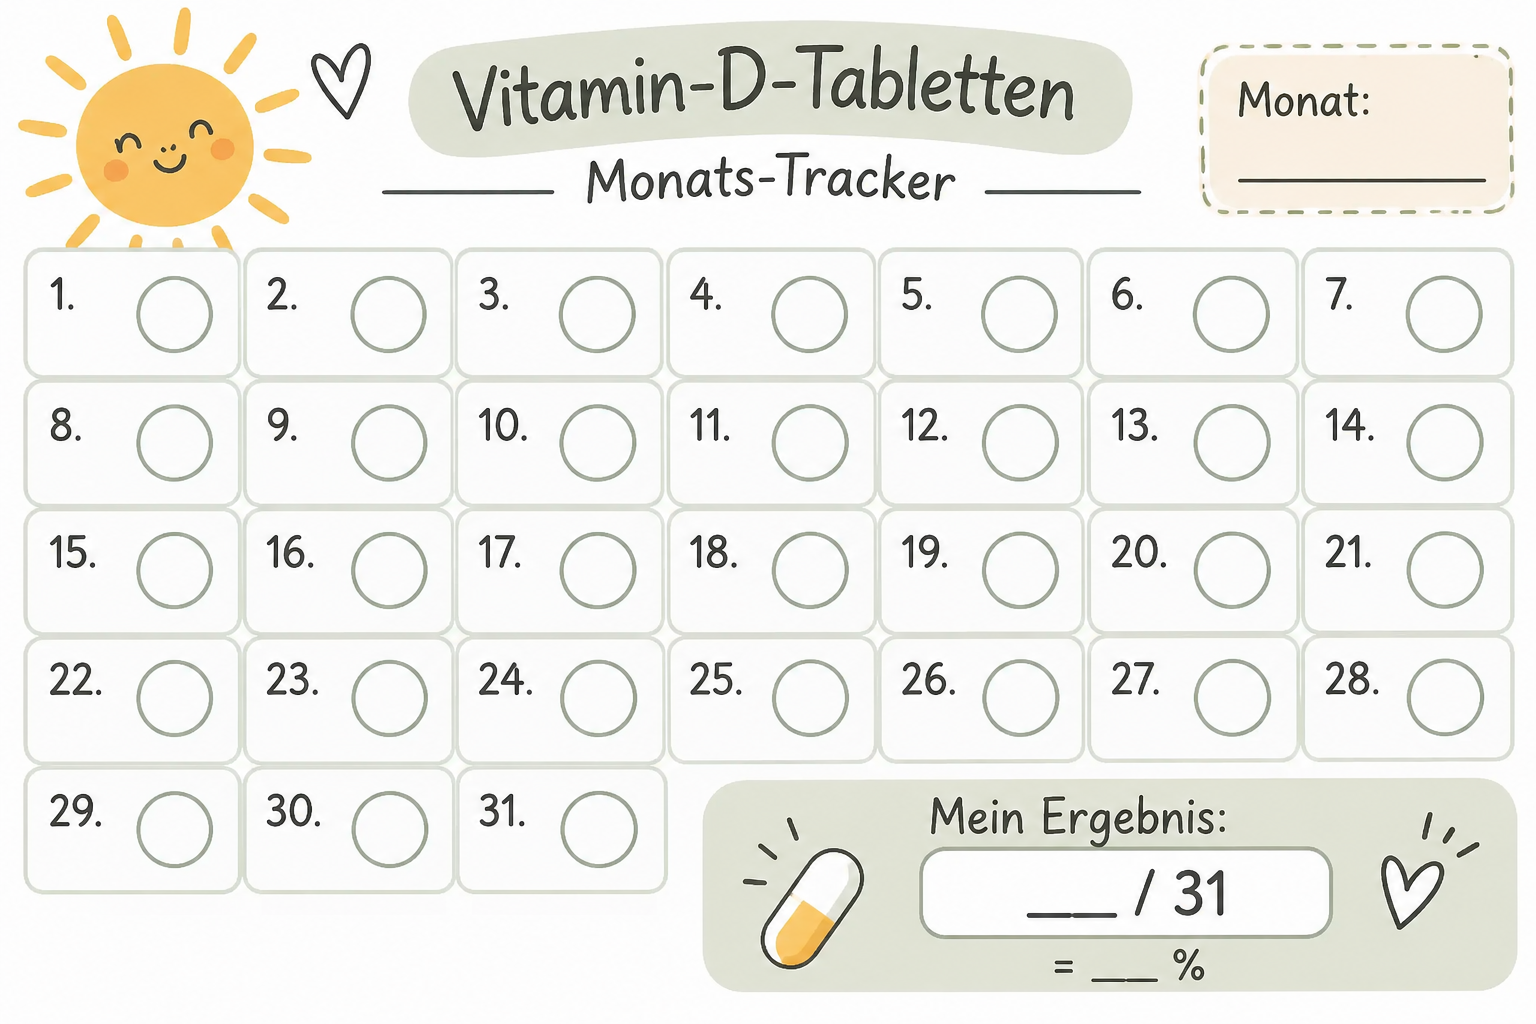 Vitamin-D-Tabletten
Monats-Tracker
Monat:
1. 2. 3. 4. 5. 6. 7.
8. 9. 10. 11. 12. 13. 14.
15. 16. 17. 18. 19. 20. 21.
22. 23. 24. 25. 26. 27. 28.
29. 30. 31.
Mein Ergebnis:
___ / 31
= ___ %